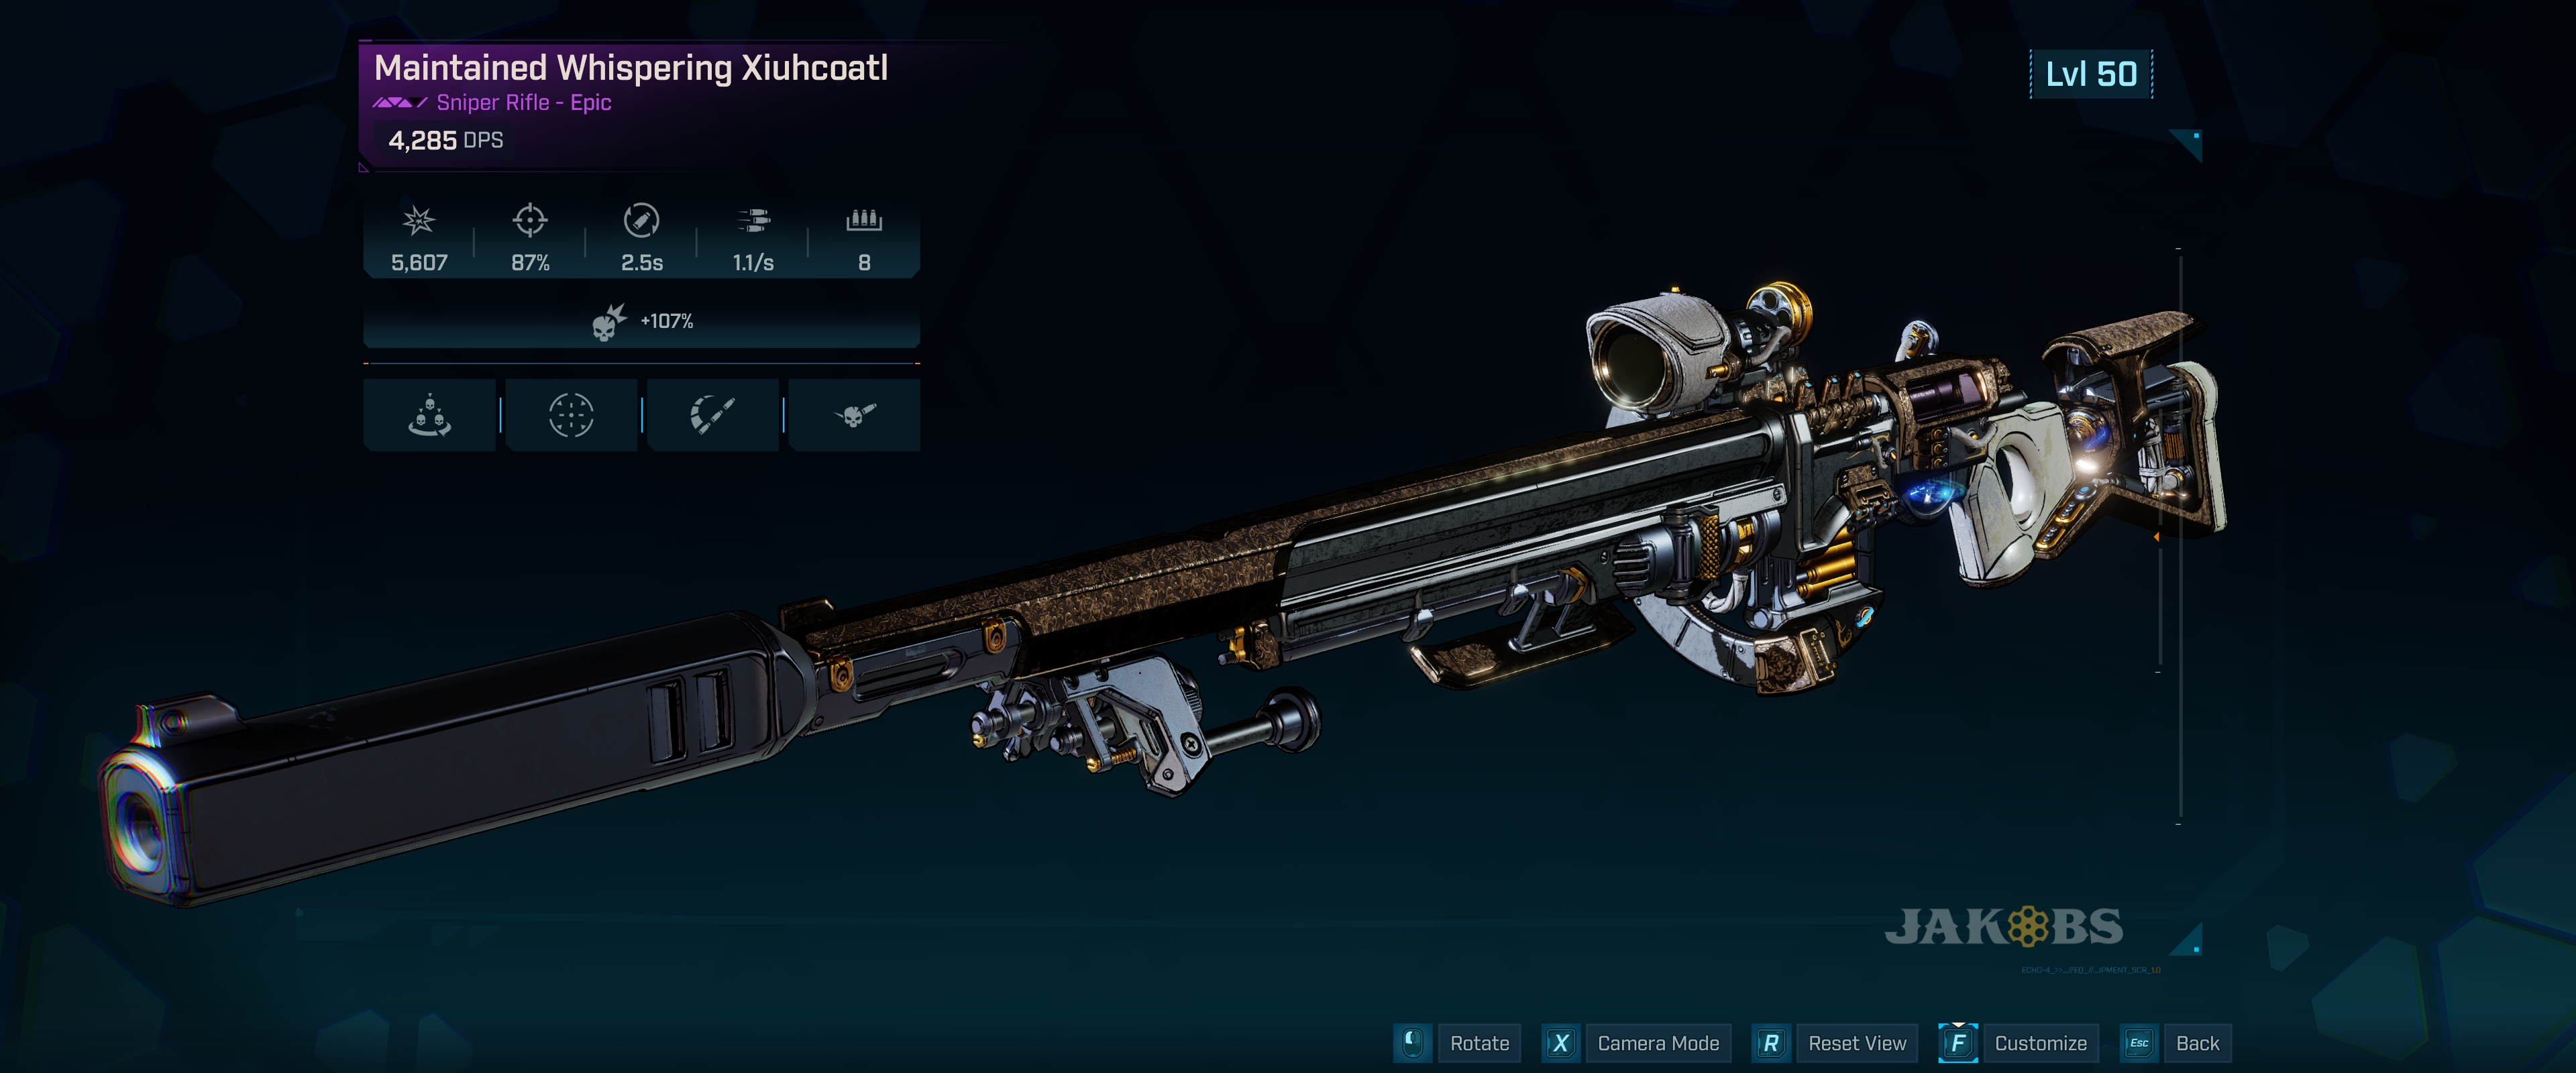 Maintained Whispering Xiuhcoatl
Lvl 50
Sniper Rifle - Epic
4,285 DPS
5,607 87% 2.5s 1.1/s 8
+107%
JAKOBS
Rotate X Camera Mode R Reset View F Customize Esc Back